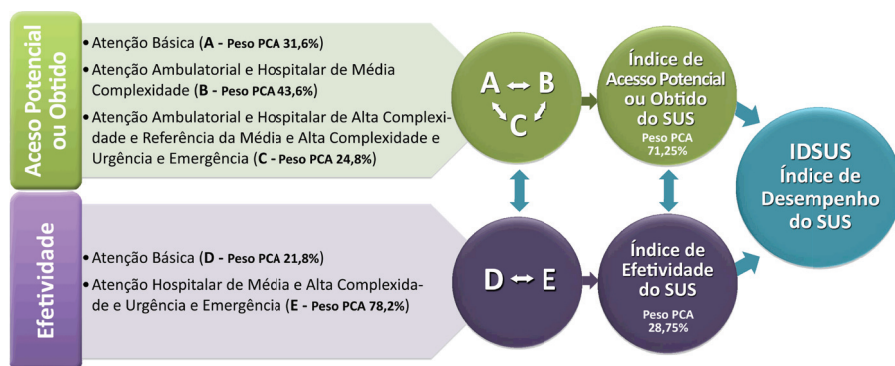 Aceso Potencial
ou Obtido
• Atenção Básica (A - Peso PCA 31,6%)
• Atenção Ambulatorial e Hospitalar de Média
Complexidade (B - Peso PCA 43,6%)
• Atenção Ambulatorial e Hospitalar de Alta Complexi-
dade e Referência da Média e Alta Complexidade e
Urgência e Emergência (C - Peso PCA 24,8%)
A B
C
Índice de
Acesso Potencial
ou Obtido
do SUS
Peso PCA
71,25%
IDSUS
Índice de
Desempenho
do SUS
Efetividade
• Atenção Básica (D - Peso PCA 21,8%)
• Atenção Hospitalar de Média e Alta Complexida-
de e Urgência e Emergência (E - Peso PCA 78,2%)
D E
Índice de
Efetividade
do SUS
Peso PCA
28,75%